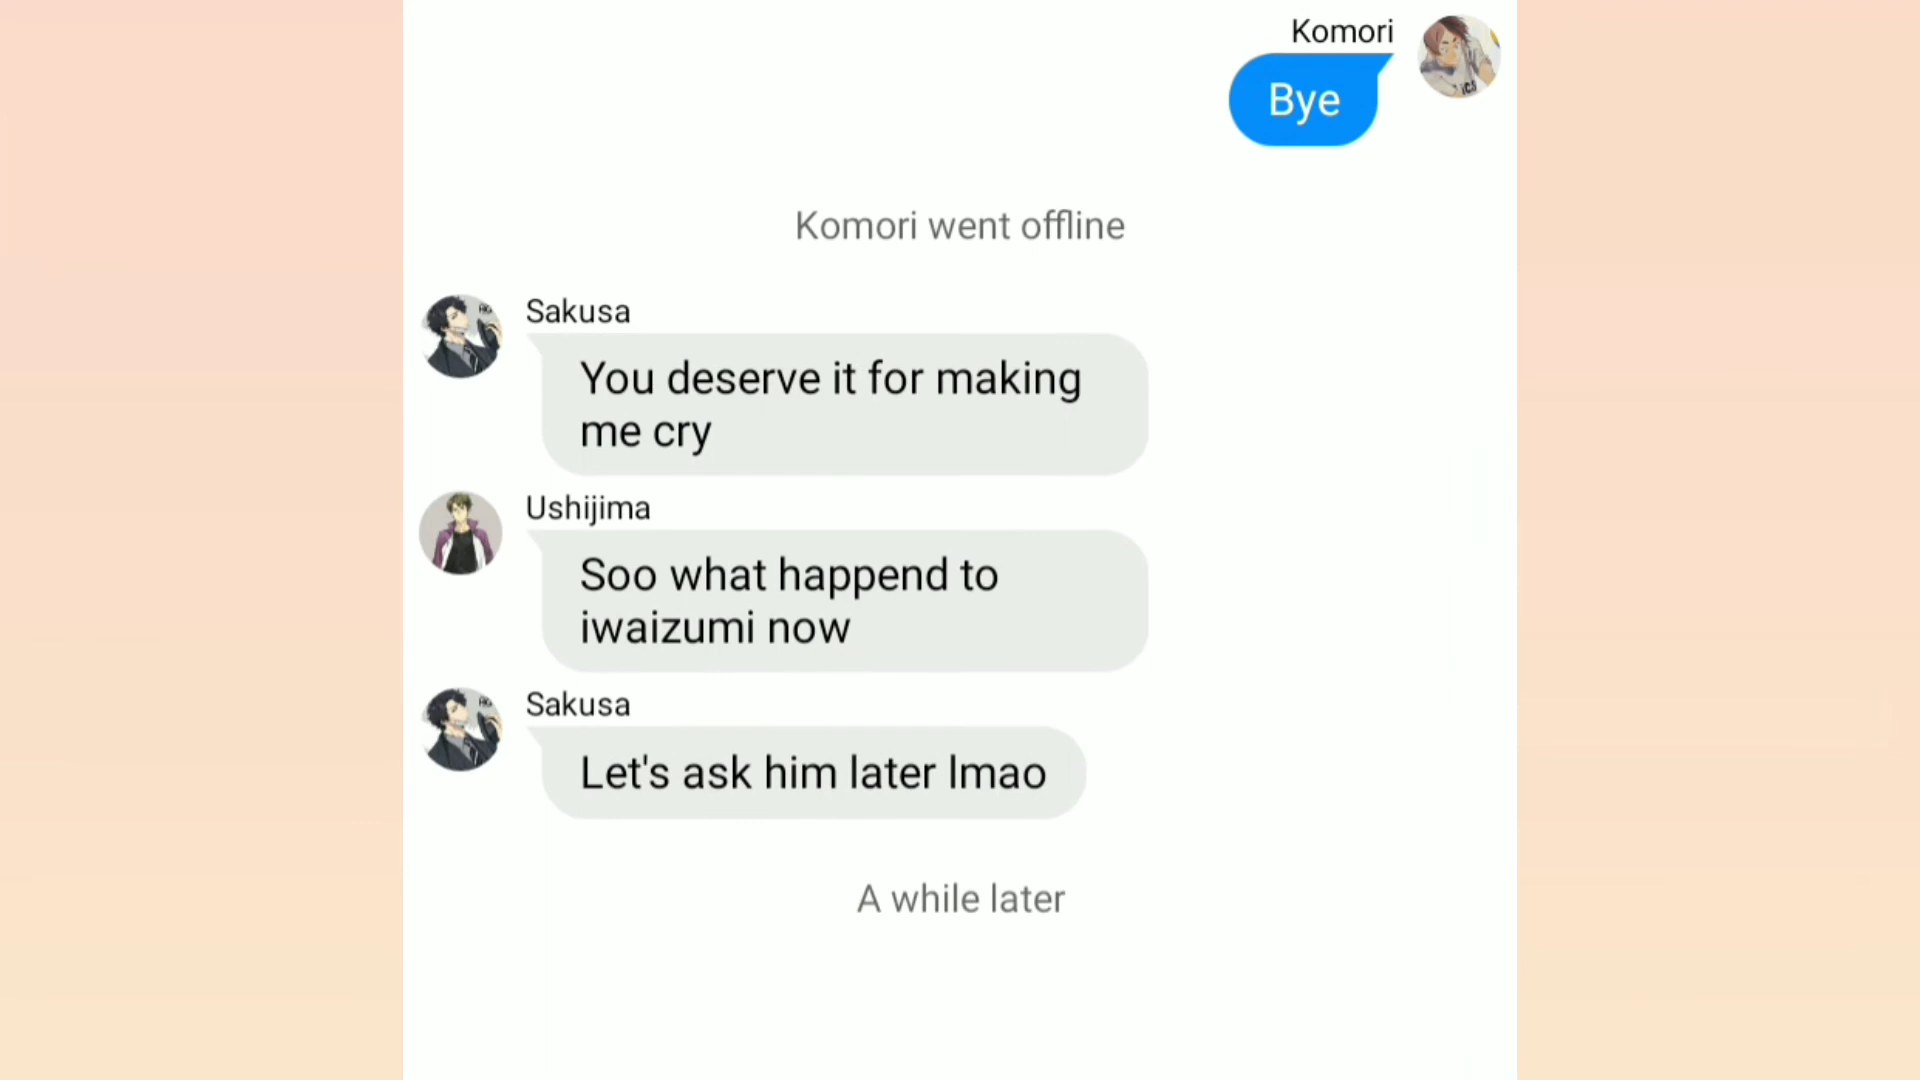 Komori
Bye
Komori went offline
Sakusa
You deserve it for making
me cry
Ushijima
Soo what happend to
iwaizumi now
Sakusa
Let's ask him later lmao
A while later